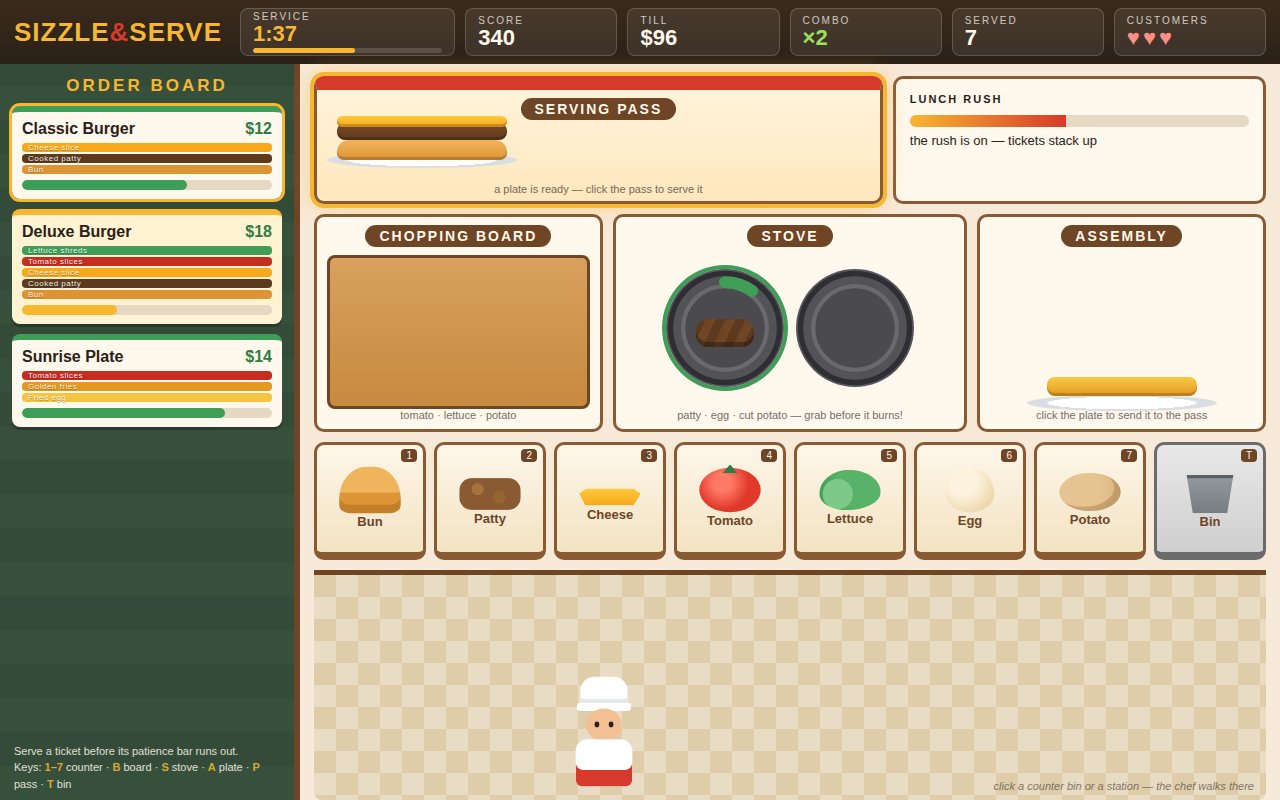 SIZZLE&SERVE
SERVICE
1:37
SCORE
340
TILL
$96
COMBO
×2
SERVED
7
CUSTOMERS
♥♥♥
ORDER BOARD
Classic Burger $12
Cheese slice
Cooked patty
Bun
Deluxe Burger $18
Lettuce shreds
Tomato slices
Cheese slice
Cooked patty
Bun
Sunrise Plate $14
Tomato slices
Golden fries
Fried egg
Serve a ticket before its patience bar runs out.
Keys: 1–7 counter · B board · S stove · A plate · P
pass · T bin
SERVING PASS
a plate is ready — click the pass to serve it
LUNCH RUSH
the rush is on — tickets stack up
CHOPPING BOARD
tomato · lettuce · potato
STOVE
patty · egg · cut potato — grab before it burns!
ASSEMBLY
click the plate to send it to the pass
1
Bun
2
Patty
3
Cheese
4
Tomato
5
Lettuce
6
Egg
7
Potato
T
Bin
click a counter bin or a station — the chef walks there